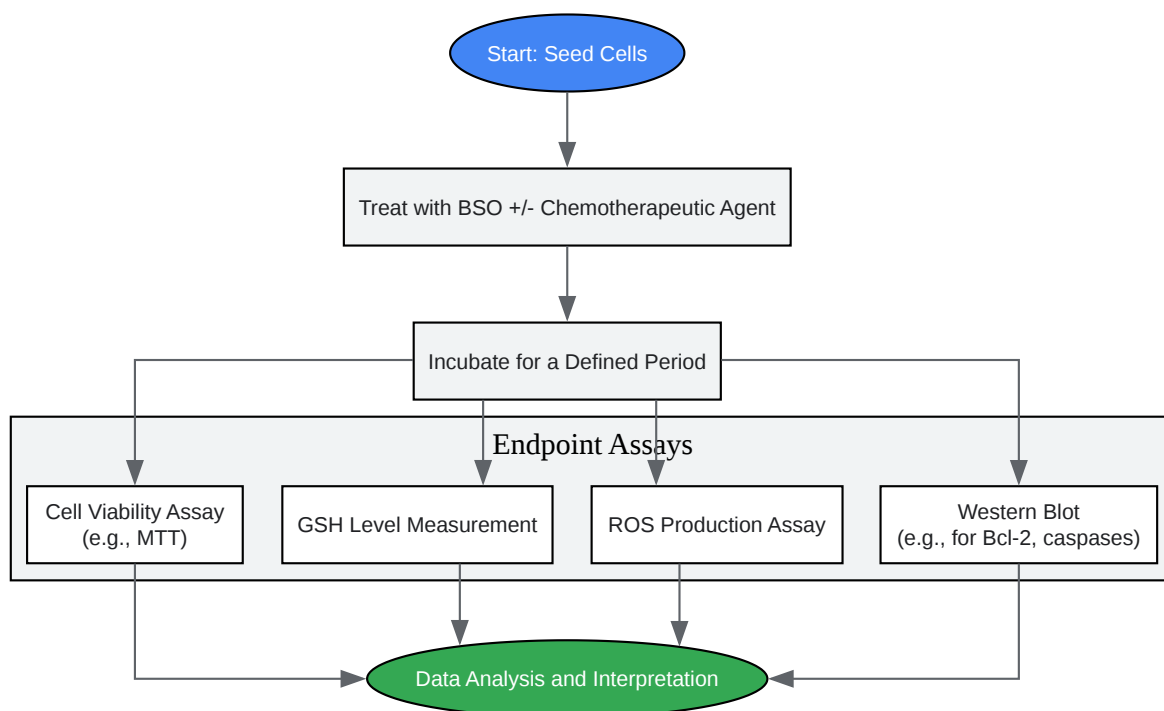 Start: Seed Cells
Treat with BSO +/- Chemotherapeutic Agent
Incubate for a Defined Period
Endpoint Assays
Cell Viability Assay
(e.g., MTT)
GSH Level Measurement
ROS Production Assay
Western Blot
(e.g., for Bcl-2, caspases)
Data Analysis and Interpretation